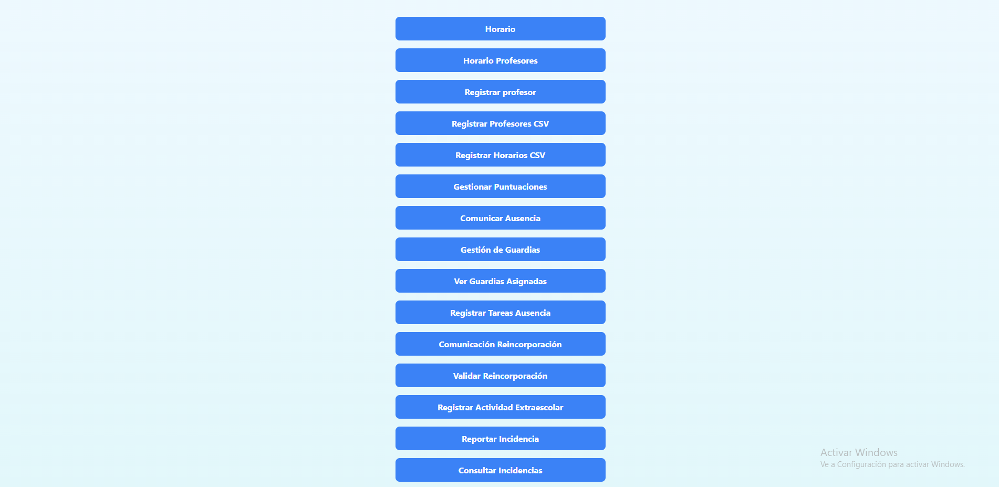 Horario
Horario Profesores
Registrar profesor
Registrar Profesores CSV
Registrar Horarios CSV
Gestionar Puntuaciones
Comunicar Ausencia
Gestión de Guardias
Ver Guardias Asignadas
Registrar Tareas Ausencia
Comunicación Reincorporación
Validar Reincorporación
Registrar Actividad Extraescolar
Reportar Incidencia
Consultar Incidencias
Activar Windows
Ve a Configuración para activar Windows.